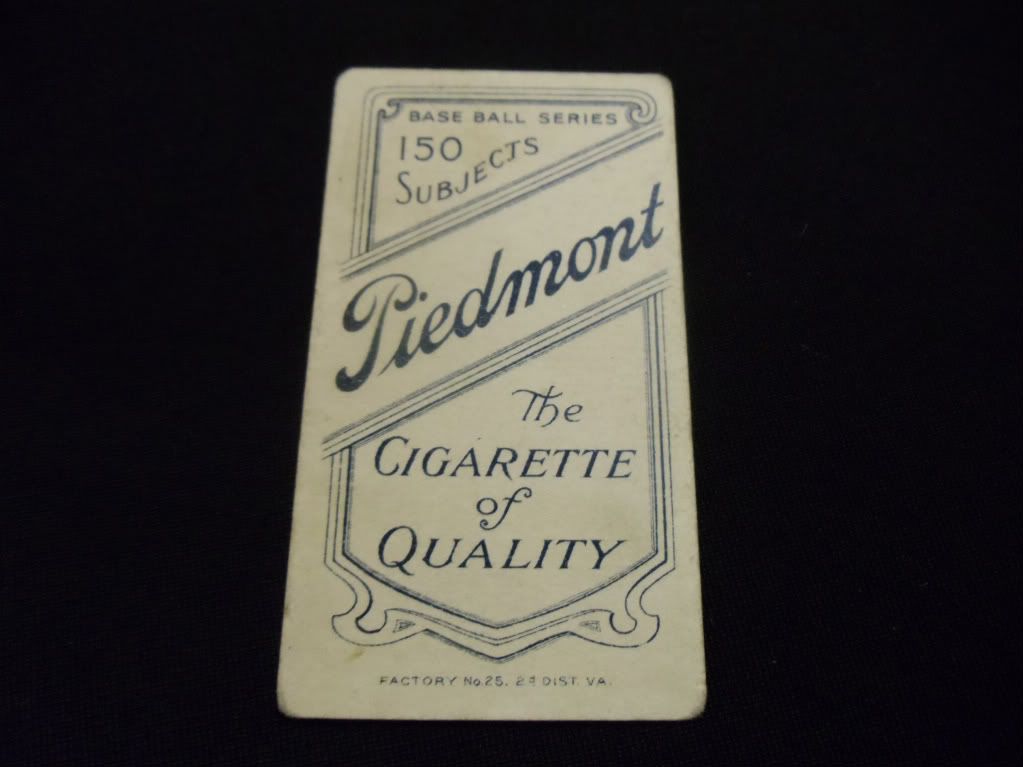 BASE BALL SERIES
150
SUBJECTS
Piedmont
The
CIGARETTE
of
QUALITY
FACTORY No. 25. 2d DIST. VA.